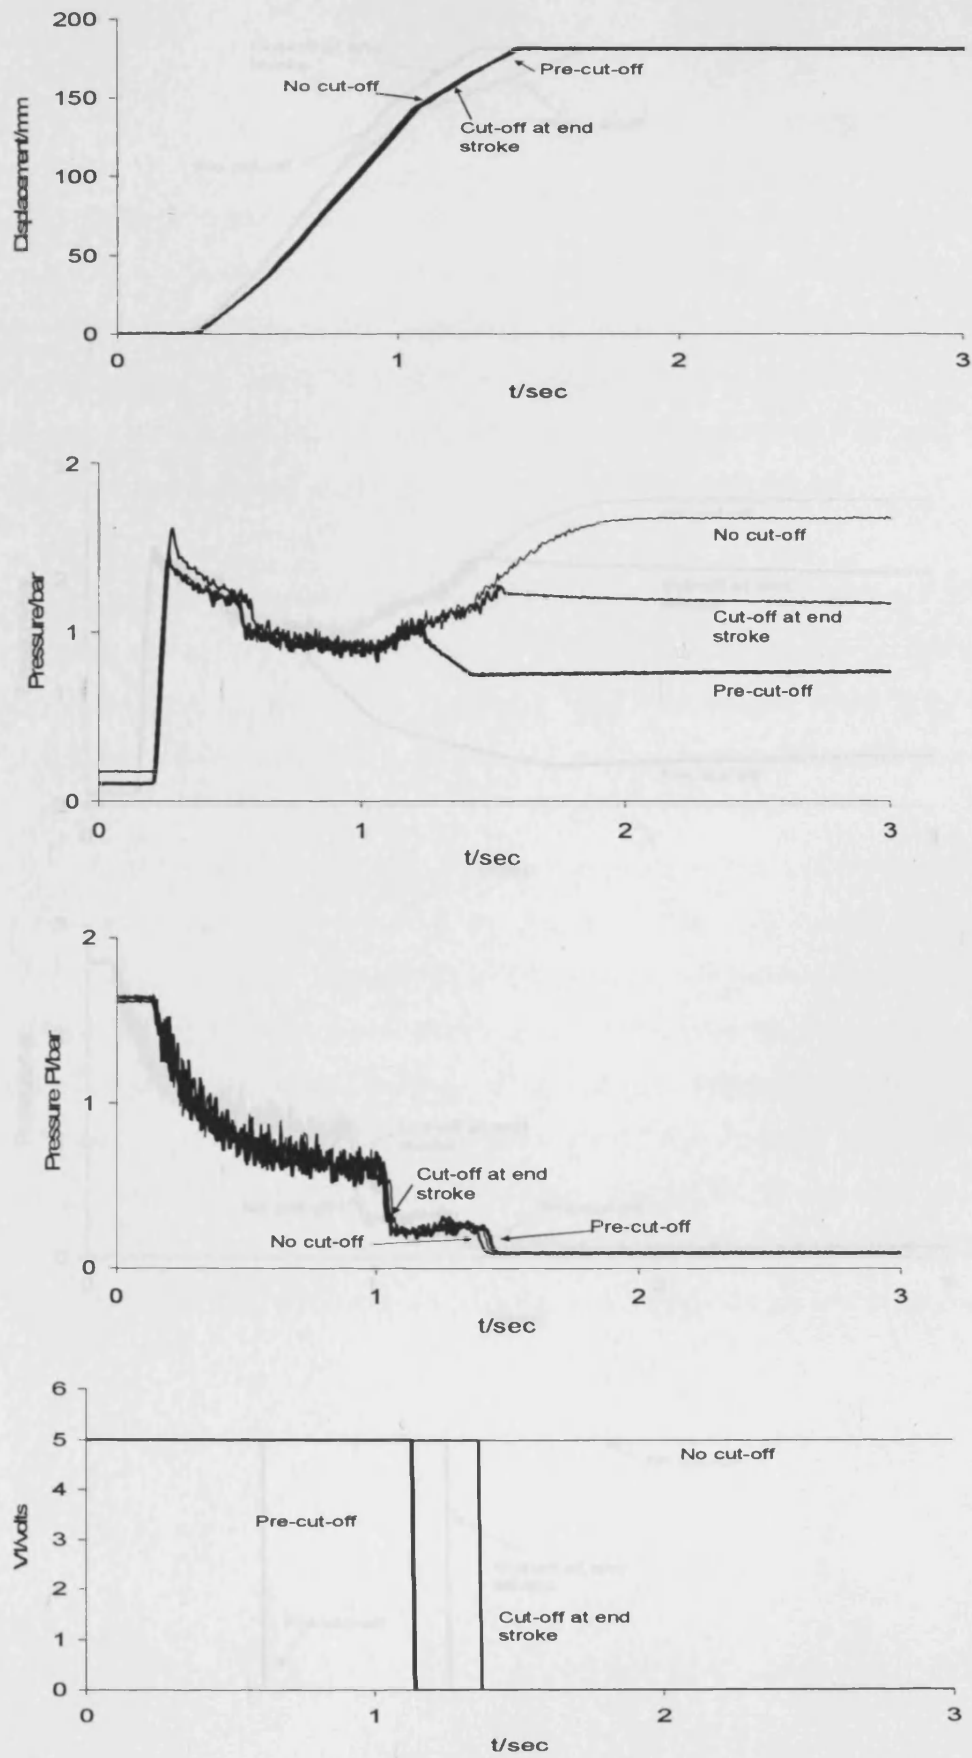 200
150
100
50
0
Displacement/mm
No cut-off
Pre-cut-off
Cut-off at end
stroke
0 1 2 3
t/sec
2
1
0
Pressure/bar
No cut-off
Cut-off at end
stroke
Pre-cut-off
0 1 2 3
t/sec
2
1
0
Pressure Pl/bar
Cut-off at end
stroke
No cut-off
Pre-cut-off
0 1 2 3
t/sec
6
5
4
3
2
1
0
V1/volts
No cut-off
Pre-cut-off
Cut-off at end
stroke
0 1 2 3
t/sec